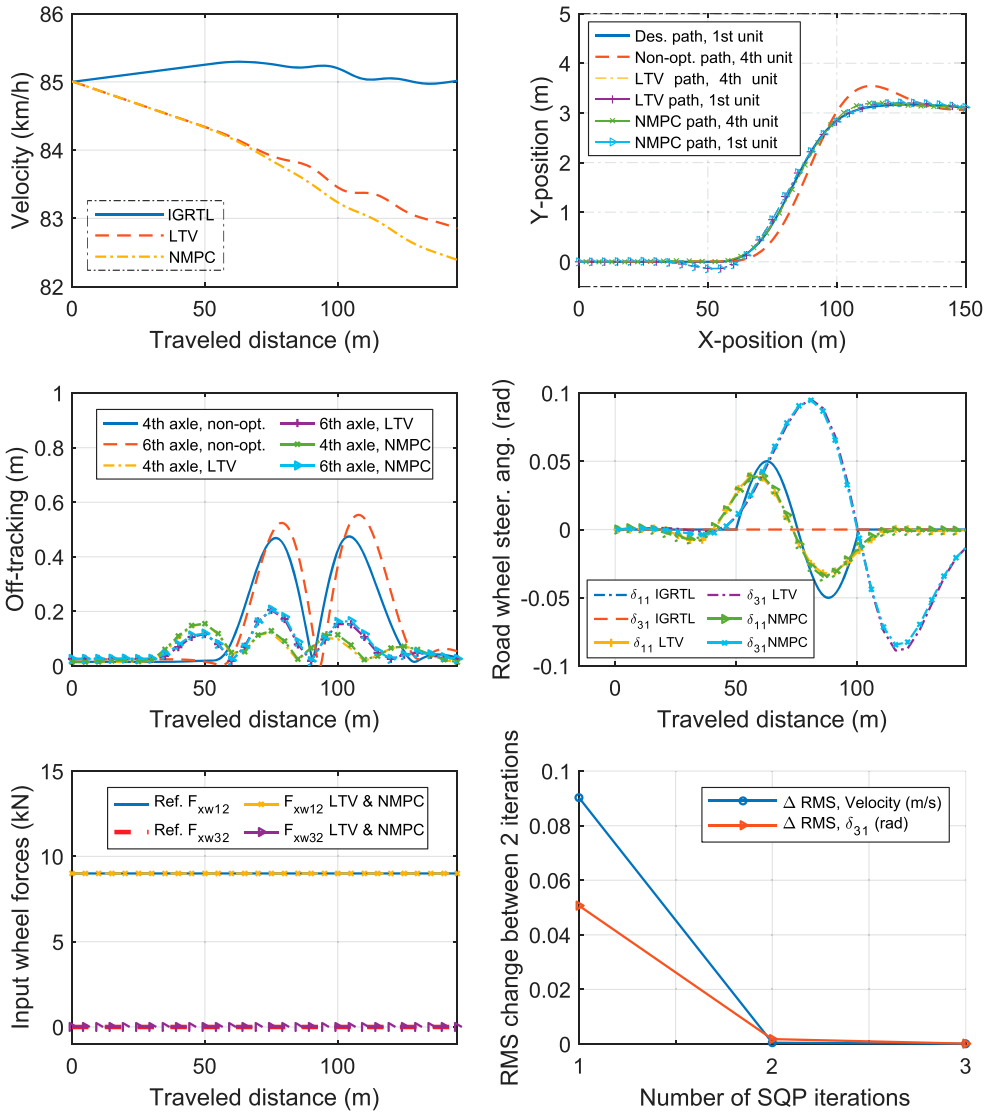 86
85
84
83
82
Velocity (km/h)
IGRTL
LTV
NMPC
0
50
100
Traveled distance (m)
5
4
3
2
1
0
Y-position (m)
Des. path, 1st unit
Non-opt. path, 4th unit
LTV path, 4th unit
LTV path, 1st unit
NMPC path, 4th unit
NMPC path, 1st unit
0
50
100
150
X-position (m)
1
0.8
0.6
0.4
0.2
0
Off-tracking (m)
4th axle, non-opt.
6th axle, non-opt.
4th axle, LTV
6th axle, LTV
4th axle, NMPC
6th axle, NMPC
0
50
100
Traveled distance (m)
0.1
0.05
0
-0.05
-0.1
Road wheel steer. ang. (rad)
δ11 IGRTL
δ31 IGRTL
δ11 LTV
δ31 LTV
δ11NMPC
δ31NMPC
0
50
100
Traveled distance (m)
15
10
5
0
Input wheel forces (kN)
Ref. Fxw12
Ref. Fxw32
Fxw12 LTV & NMPC
Fxw32 LTV & NMPC
0
50
100
Traveled distance (m)
0.1
0.08
0.06
0.04
0.02
0
RMS change between 2 iterations
Δ RMS, Velocity (m/s)
Δ RMS, δ31 (rad)
1
2
3
Number of SQP iterations